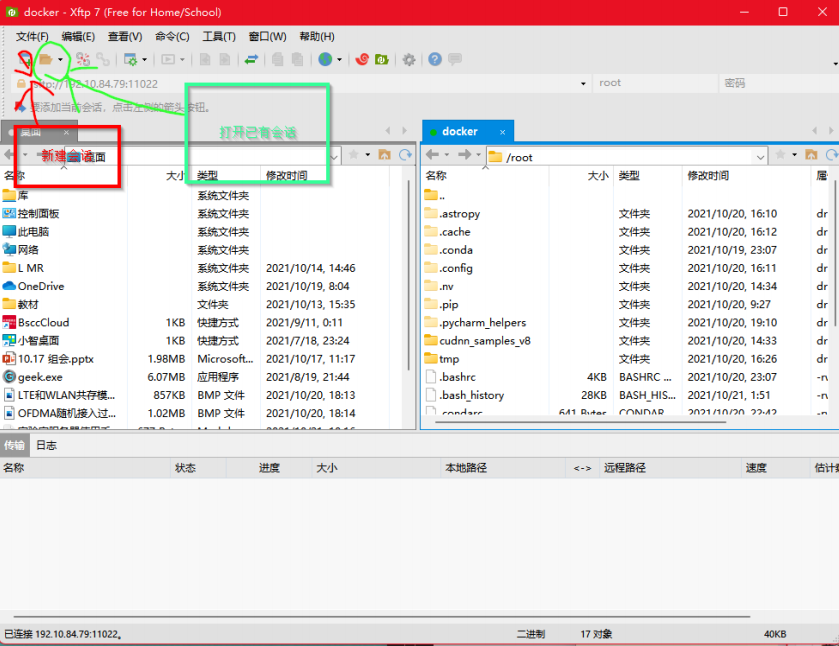 docker - Xftp 7 (Free for Home/School)
文件(F) 编辑(E) 查看(V) 命令(C) 工具(T) 窗口(W) 帮助(H)
sftp://192.10.84.79:11022 root 密码
要添加当前会话，点击左侧的箭头按钮。
打开已有会话
桌面
docker
新建会话
桌面
/root
名称 大小 类型 修改时间
库 系统文件夹
控制面板 系统文件夹
此电脑 系统文件夹
网络 系统文件夹
L MR 系统文件夹 2021/10/14, 14:46
OneDrive 系统文件夹 2021/10/19, 8:04
教材 文件夹 2021/10/13, 15:35
BsccCloud 1KB 快捷方式 2021/9/11, 0:11
小智桌面 1KB 快捷方式 2021/7/18, 23:24
10.17 组会.pptx 1.98MB Microsoft... 2021/10/17, 11:17
geek.exe 6.07MB 应用程序 2021/8/19, 21:44
LTE和WLAN共存模... 857KB BMP 文件 2021/10/20, 18:13
OFDMA随机接入过... 1.02MB BMP 文件 2021/10/20, 18:14
名称 大小 类型 修改时间 属
..
.astropy 文件夹 2021/10/20, 16:10 dr
.cache 文件夹 2021/10/20, 16:12 dr
.conda 文件夹 2021/10/19, 23:07 dr
.config 文件夹 2021/10/20, 16:11 dr
.nv 文件夹 2021/10/20, 14:34 dr
.pip 文件夹 2021/10/20, 9:27 dr
.pycharm_helpers 文件夹 2021/10/20, 19:10 dr
cudnn_samples_v8 文件夹 2021/10/20, 14:33 dr
tmp 文件夹 2021/10/20, 16:26 dr
.bashrc 4KB BASHRC ... 2021/10/20, 23:07 -rv
.bash_history 28KB BASH_HIS... 2021/10/21, 1:51 -rv
.condarc 641 Bytes CONDAR... 2021/10/20, 22:42 -rv
传输 日志
名称 状态 进度 大小 本地路径 <-> 远程路径 速度 估计剩
已连接 192.10.84.79:11022。 二进制 17 对象 40KB